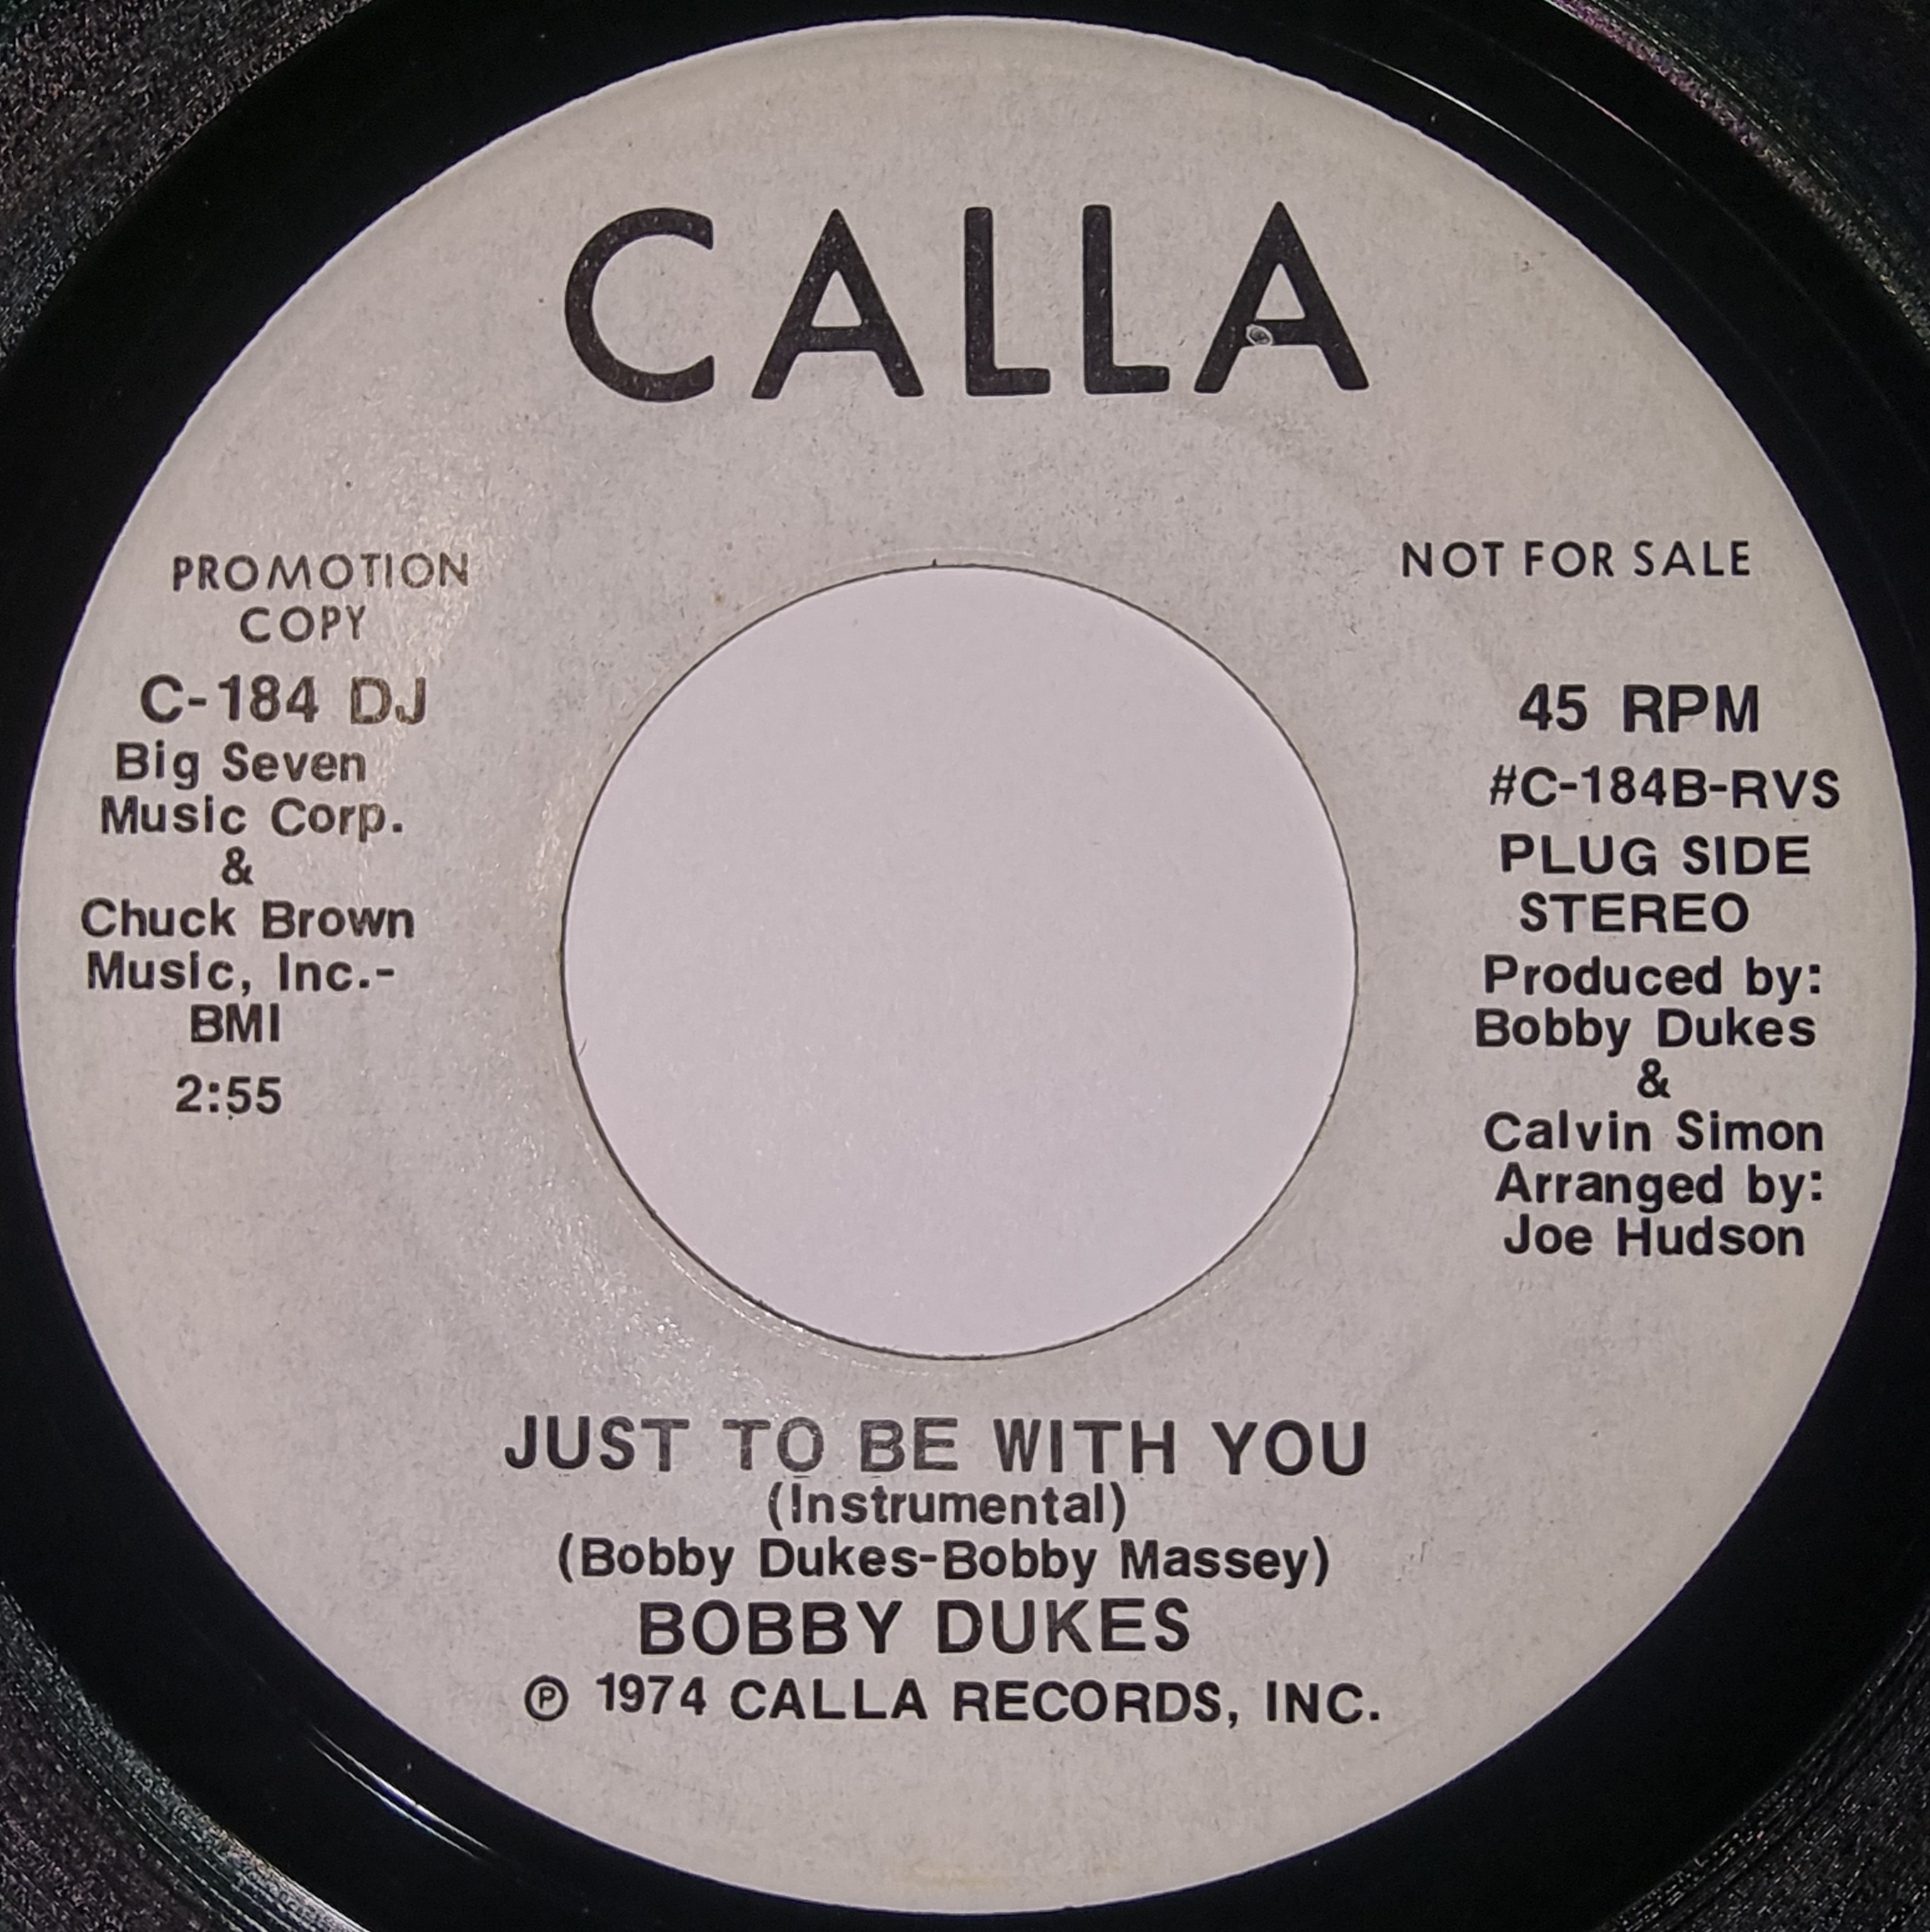 CALLA
PROMOTION
COPY
C-184 DJ
Big Seven
Music Corp.
&
Chuck Brown
Music, Inc.-
BMI
2:55
NOT FOR SALE
45 RPM
#C-184B-RVS
PLUG SIDE
STEREO
Produced by:
Bobby Dukes
&
Calvin Simon
Arranged by:
Joe Hudson
JUST TO BE WITH YOU
(Instrumental)
(Bobby Dukes-Bobby Massey)
BOBBY DUKES
℗ 1974 CALLA RECORDS, INC.